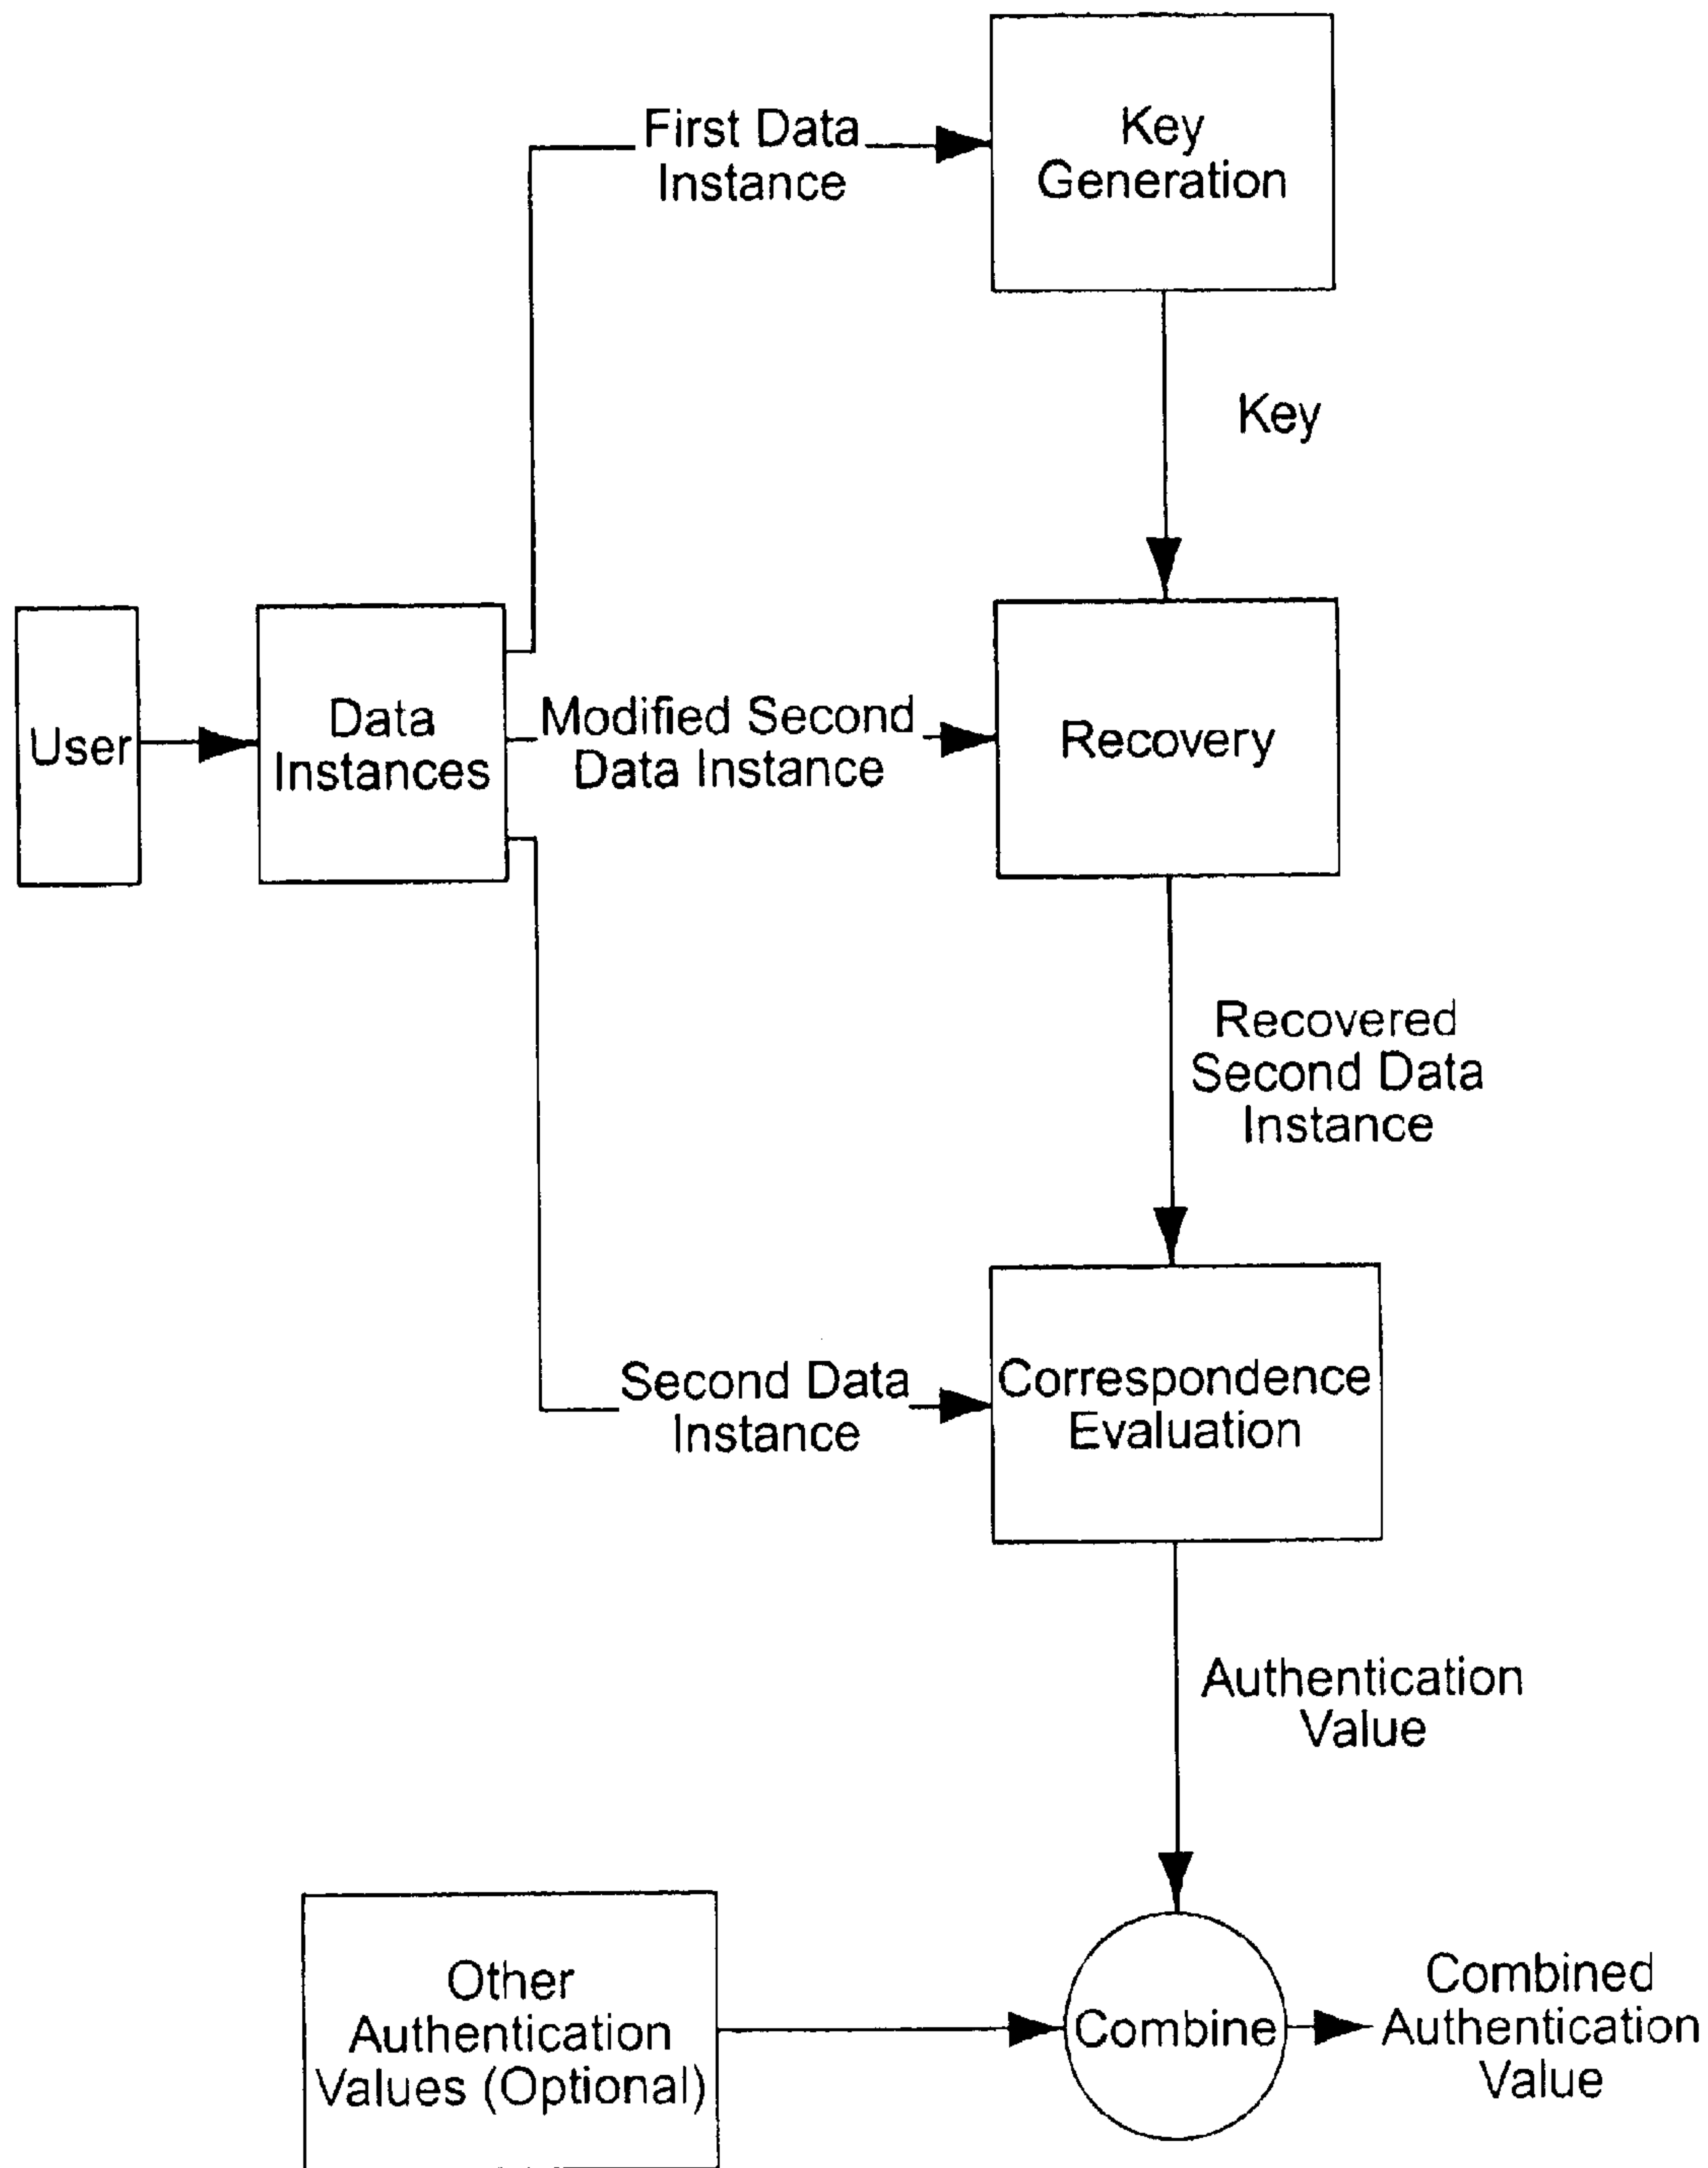 First Data
Instance
Key
Generation
Key
User
Data
Instances
Modified Second
Data Instance
Recovery
Recovered
Second Data
Instance
Second Data
Instance
Correspondence
Evaluation
Authentication
Value
Other
Authentication
Values (Optional)
Combine
Combined
Authentication
Value